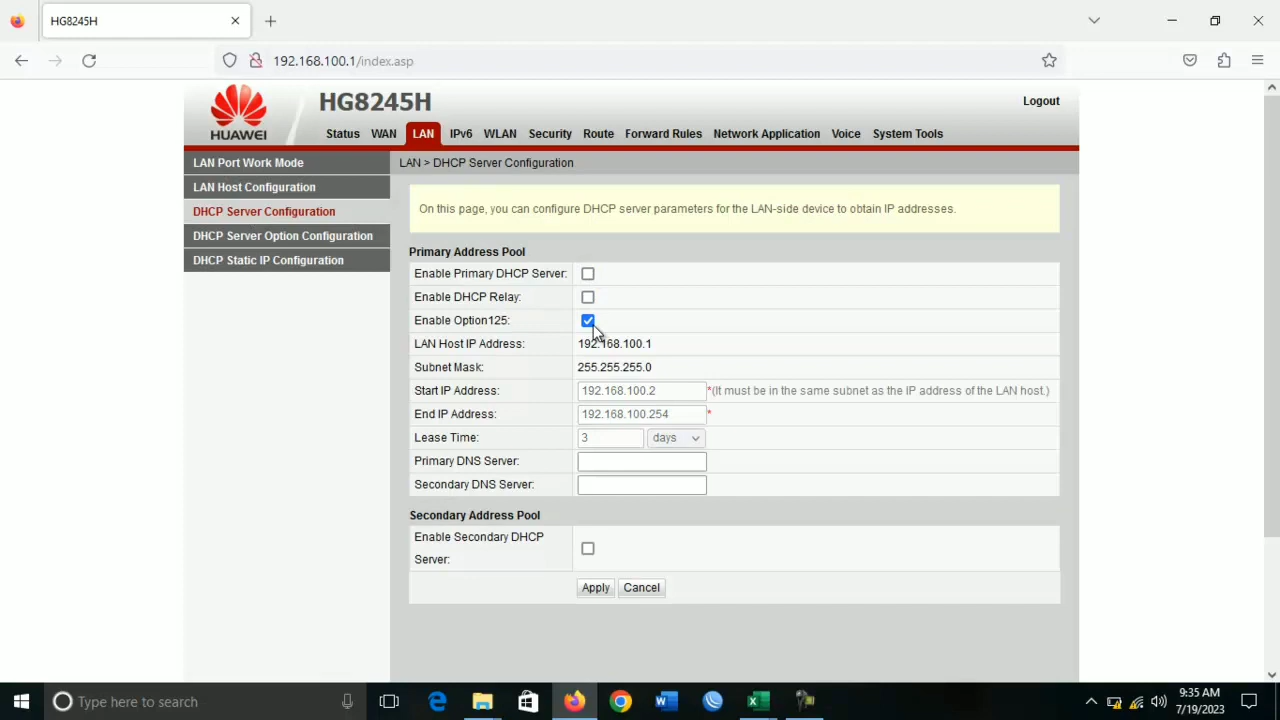 HG8245H
192.168.100.1/index.asp
HUAWEI
HG8245H
Logout
Status WAN LAN IPv6 WLAN Security Route Forward Rules Network Application Voice System Tools
LAN Port Work Mode
LAN Host Configuration
DHCP Server Configuration
DHCP Server Option Configuration
DHCP Static IP Configuration
LAN > DHCP Server Configuration
On this page, you can configure DHCP server parameters for the LAN-side device to obtain IP addresses.
Primary Address Pool
Enable Primary DHCP Server:
Enable DHCP Relay:
Enable Option125:
LAN Host IP Address: 192.168.100.1
Subnet Mask: 255.255.255.0
Start IP Address: 192.168.100.2 *(It must be in the same subnet as the IP address of the LAN host.)
End IP Address: 192.168.100.254 *
Lease Time: 3 days
Primary DNS Server:
Secondary DNS Server:
Secondary Address Pool
Enable Secondary DHCP
Server:
Apply Cancel
Type here to search
9:35 AM
7/19/2023